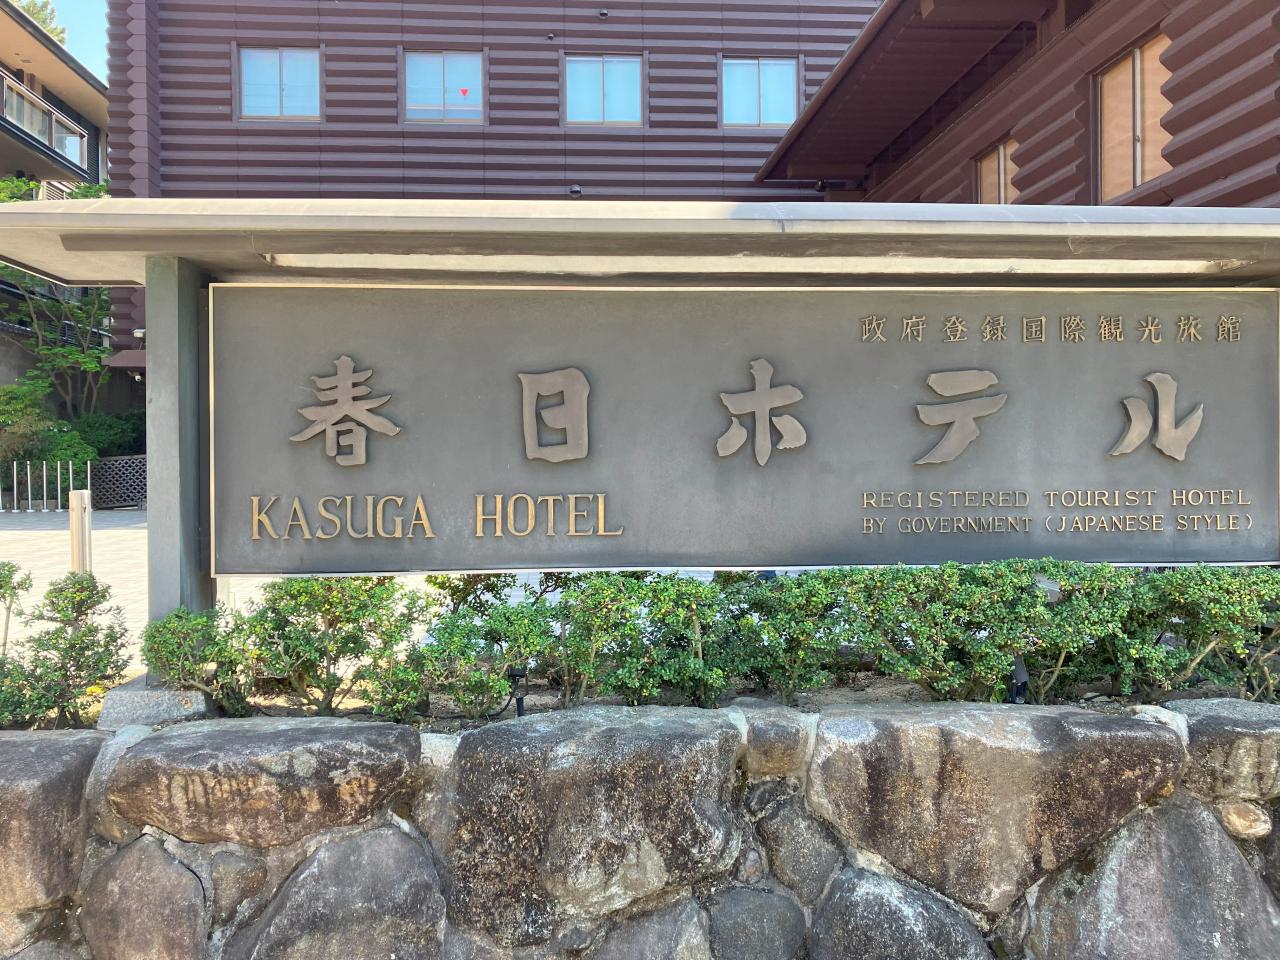 政府登録国際観光旅館
春日ホテル
KASUGA HOTEL
REGISTERED TOURIST HOTEL
BY GOVERNMENT (JAPANESE STYLE)